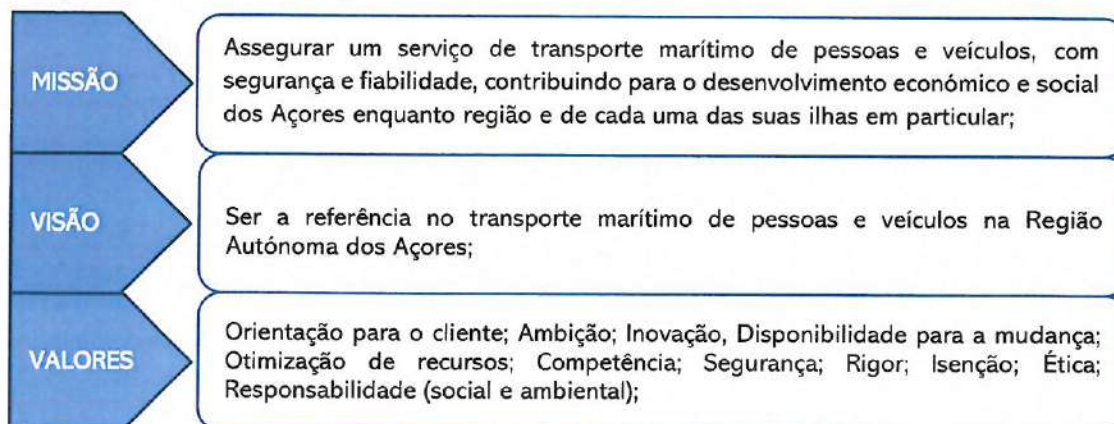 MISSÃO
Assegurar um serviço de transporte marítimo de pessoas e veículos, com
segurança e fiabilidade, contribuindo para o desenvolvimento económico e social
dos Açores enquanto região e de cada uma das suas ilhas em particular;
VISÃO
Ser a referência no transporte marítimo de pessoas e veículos na Região
Autónoma dos Açores;
VALORES
Orientação para o cliente; Ambição; Inovação, Disponibilidade para a mudança;
Otimização de recursos; Competência; Segurança; Rigor; Isenção; Ética;
Responsabilidade (social e ambiental);